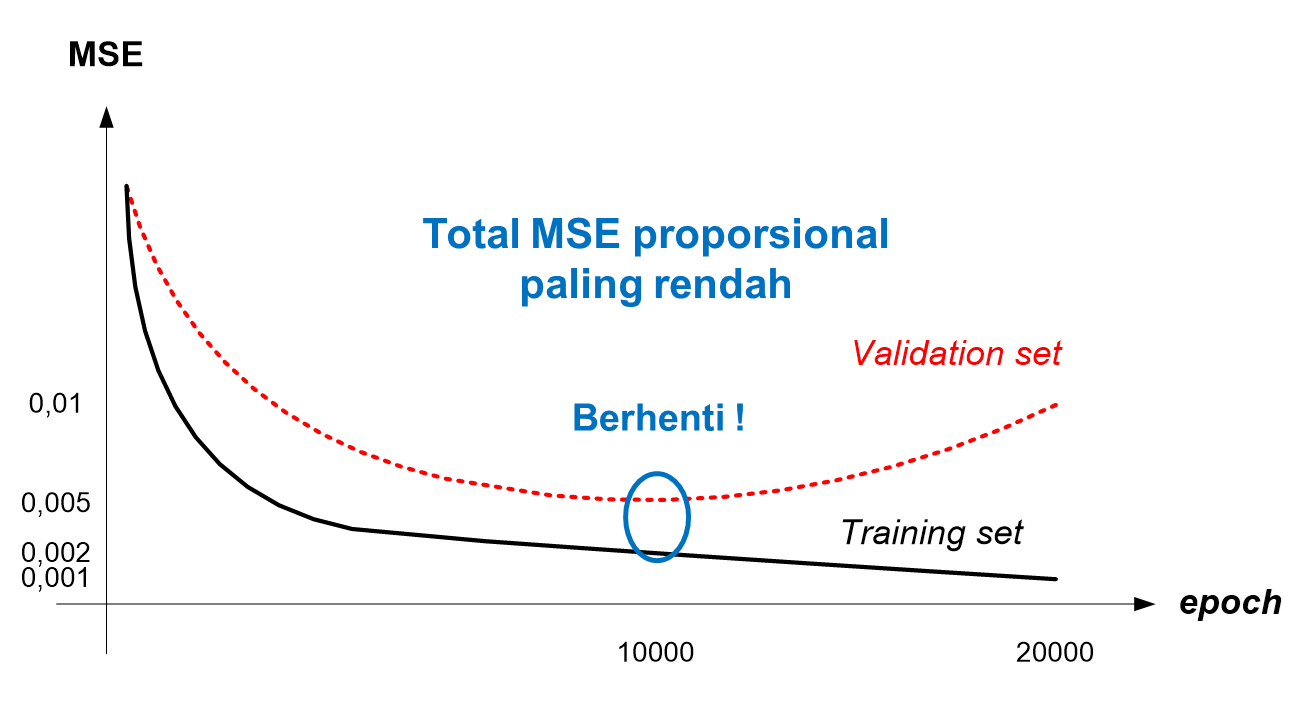 MSE
Total MSE proporsional
paling rendah
Validation set
0,01
Berhenti !
0,005
Training set
0,002
0,001
epoch
10000
20000